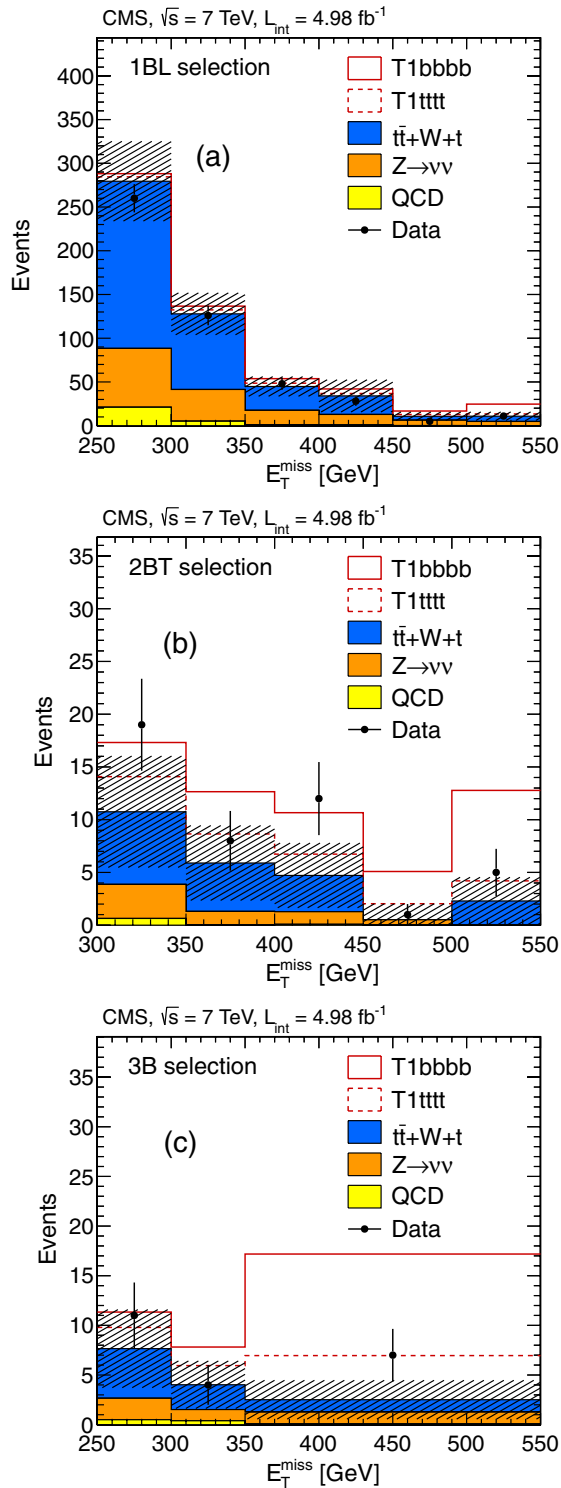 CMS, √s = 7 TeV, L_int = 4.98 fb⁻¹
1BL selection
(a)
T1bbbb
T1tttt
tt̄+W+t
Z→νν
QCD
Data
Events
400
350
300
250
200
150
100
50
0
250 300 350 400 450 500 550
E_T^miss [GeV]
CMS, √s = 7 TeV, L_int = 4.98 fb⁻¹
2BT selection
(b)
T1bbbb
T1tttt
tt̄+W+t
Z→νν
QCD
Data
Events
35
30
25
20
15
10
5
0
300 350 400 450 500 550
E_T^miss [GeV]
CMS, √s = 7 TeV, L_int = 4.98 fb⁻¹
3B selection
(c)
T1bbbb
T1tttt
tt̄+W+t
Z→νν
QCD
Data
Events
35
30
25
20
15
10
5
0
250 300 350 400 450 500 550
E_T^miss [GeV]